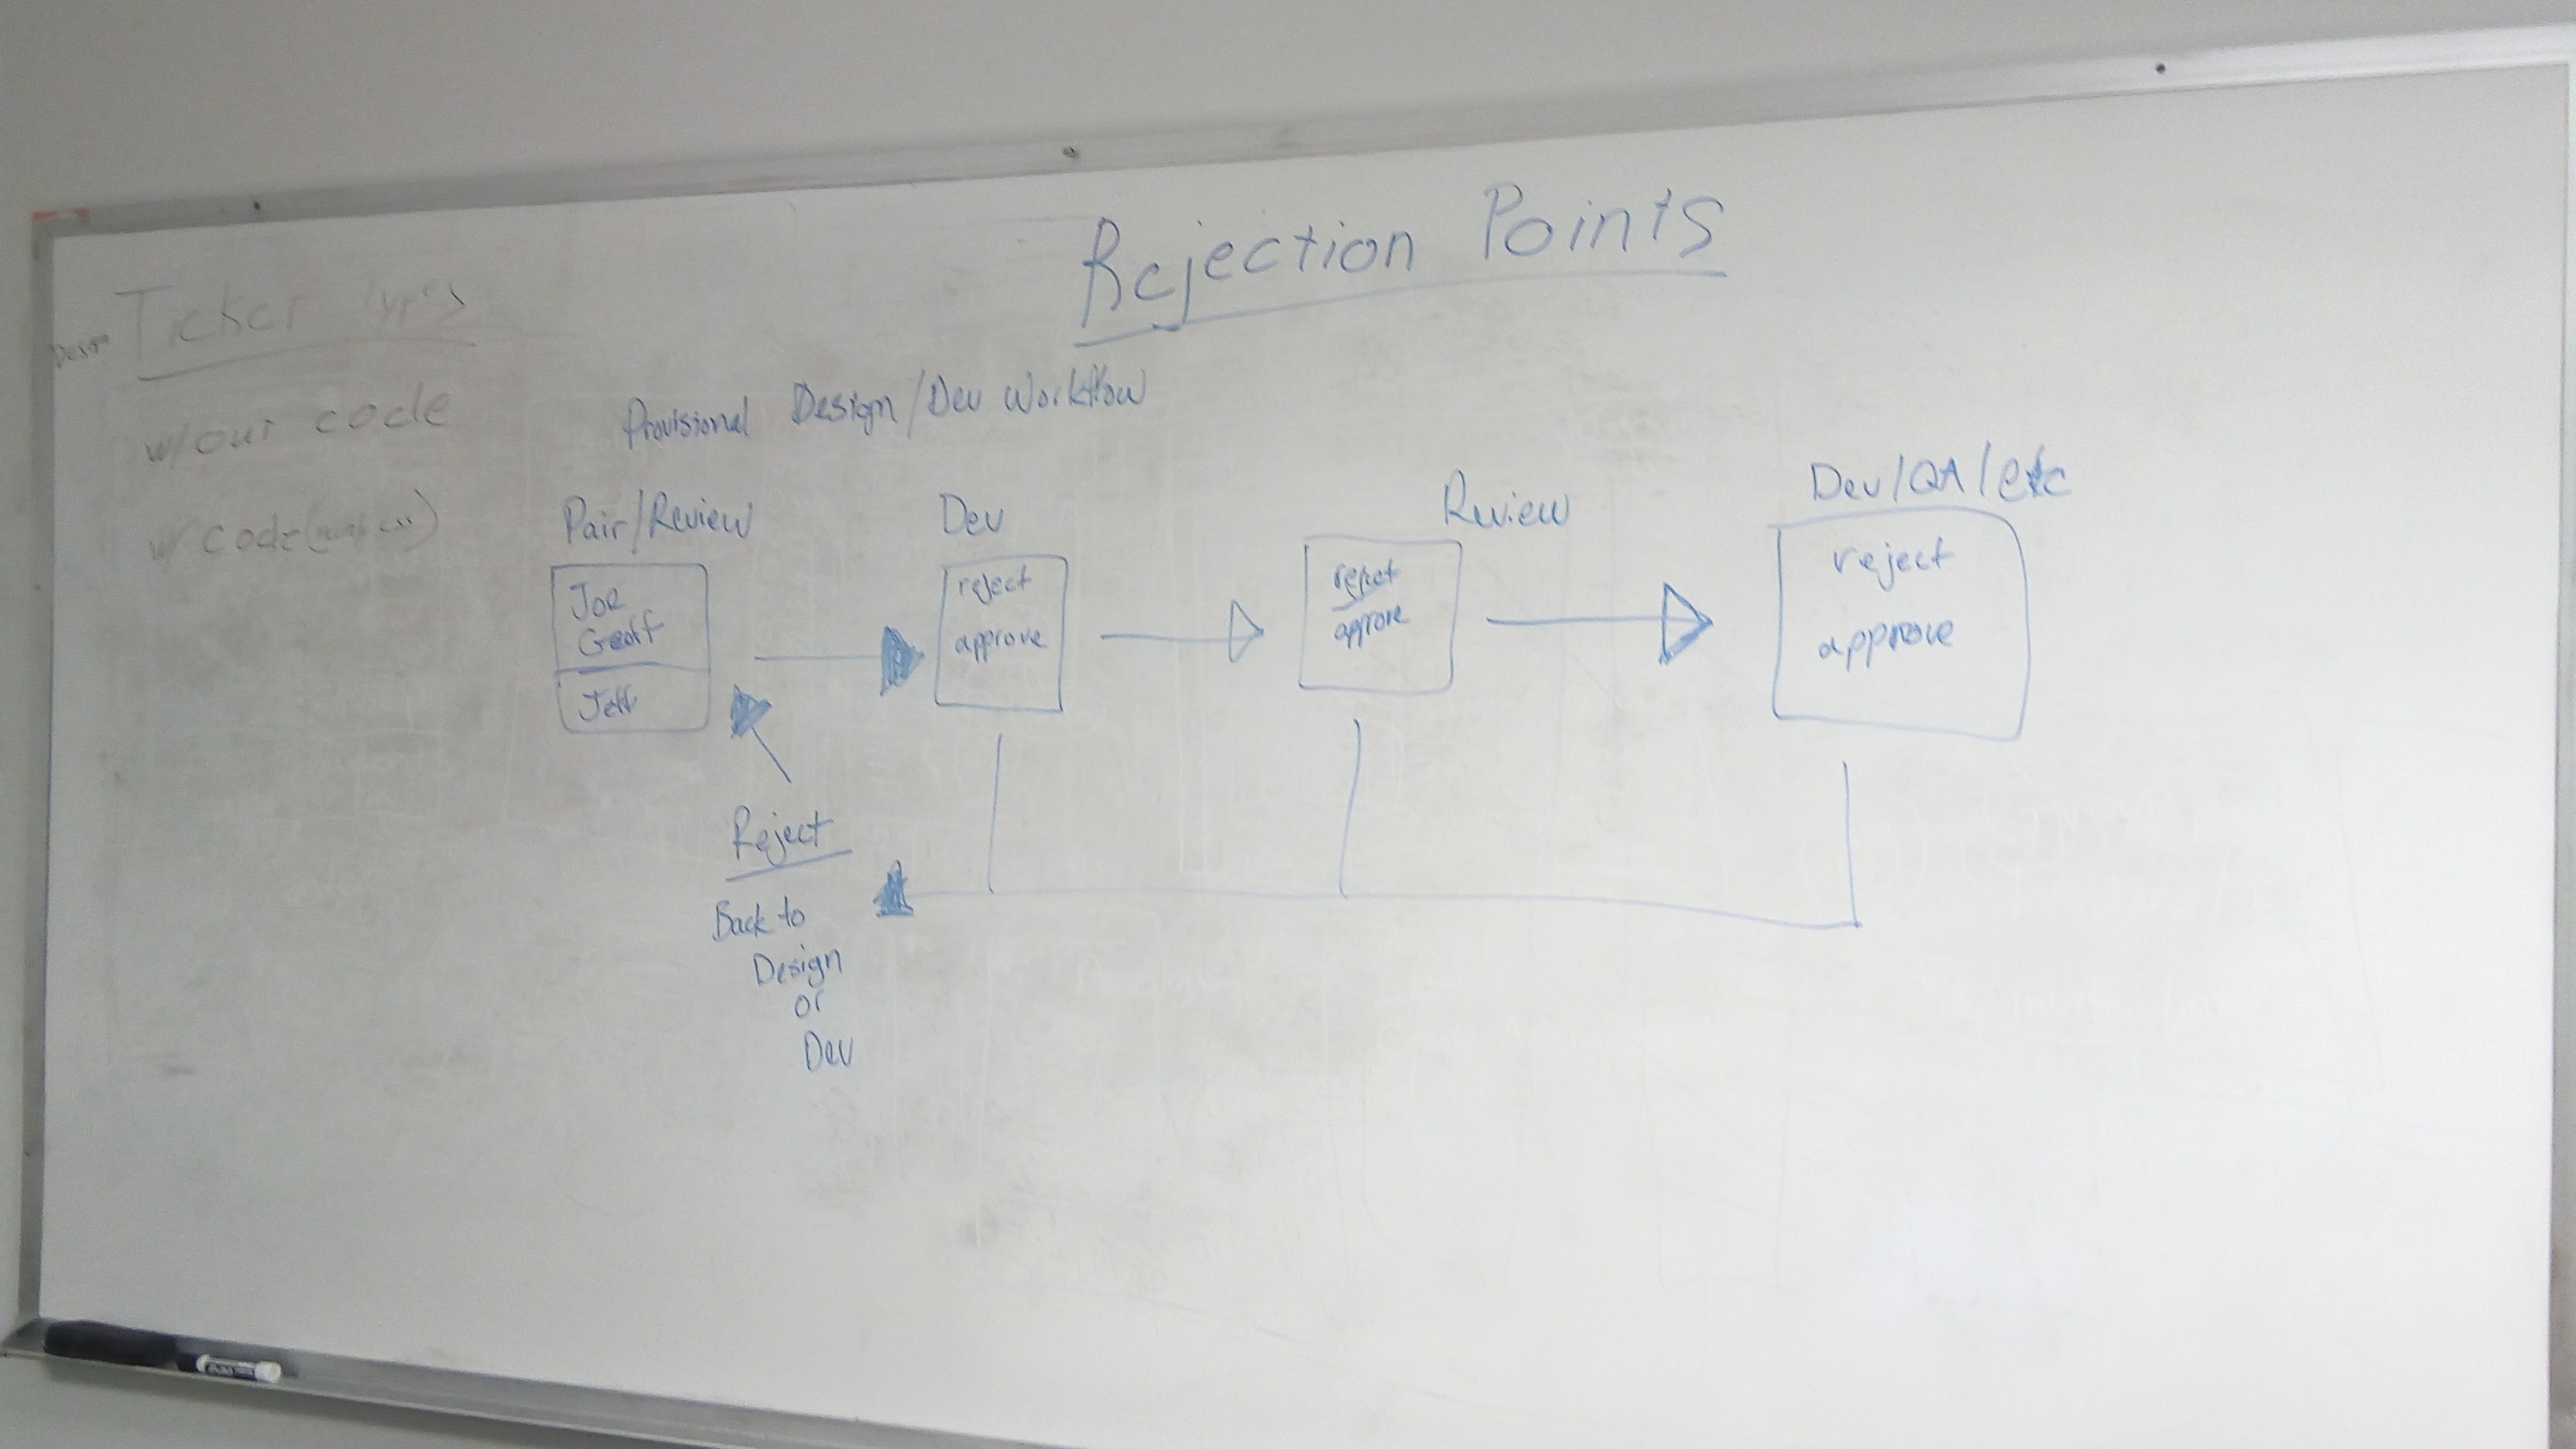 Rejection Points
Design Ticket Types
w/out code
w/ code (
Provisional Design/Dev Workflow
Pair/Review
Joe
Geoff
Jeff
Dev
reject
approve
Review
reject
approve
Dev/QA/etc
reject
approve
Reject
Back to
Design
or
Dev